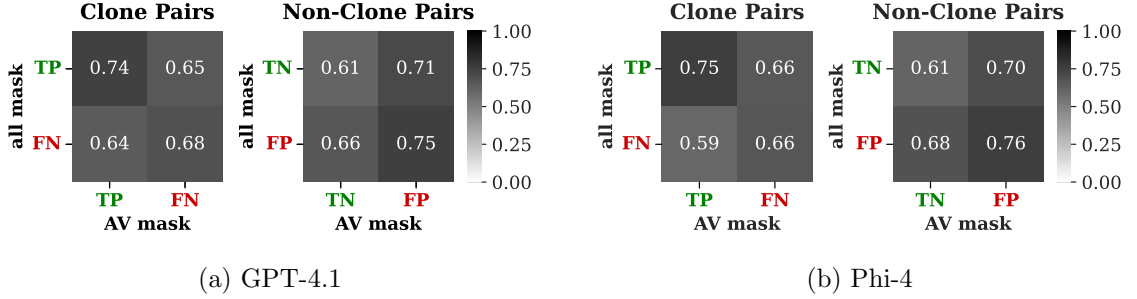 Clone Pairs Non-Clone Pairs
all mask
TP 0.74 0.65
FN 0.64 0.68
TP FN
AV mask
all mask
TN 0.61 0.71
FP 0.66 0.75
TN FP
AV mask
1.00
0.75
0.50
0.25
0.00
(a) GPT-4.1
Clone Pairs Non-Clone Pairs
all mask
TP 0.75 0.66
FN 0.59 0.66
TP FN
AV mask
all mask
TN 0.61 0.70
FP 0.68 0.76
TN FP
AV mask
1.00
0.75
0.50
0.25
0.00
(b) Phi-4